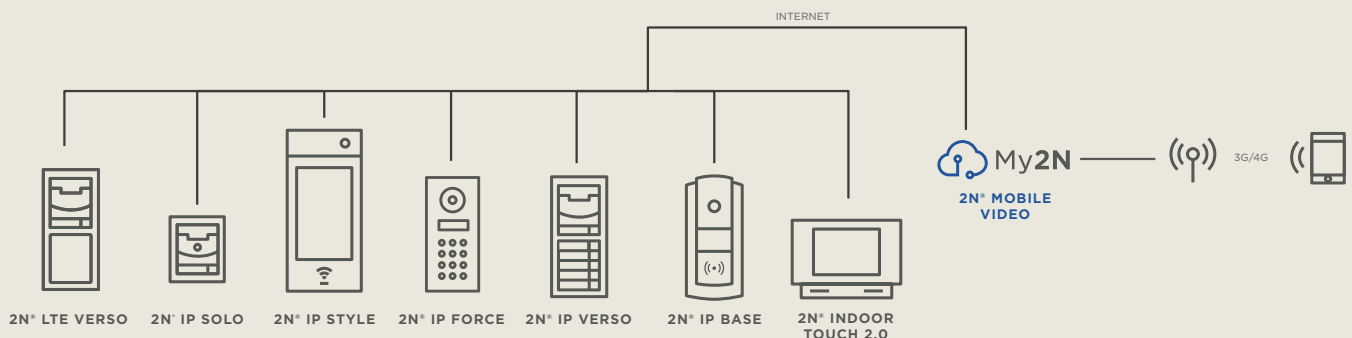 INTERNET
My2N
3G/4G
2N® MOBILE
VIDEO
2N® LTE VERSO
2N® IP SOLO
2N® IP STYLE
2N® IP FORCE
2N® IP VERSO
2N® IP BASE
2N® INDOOR
TOUCH 2.0